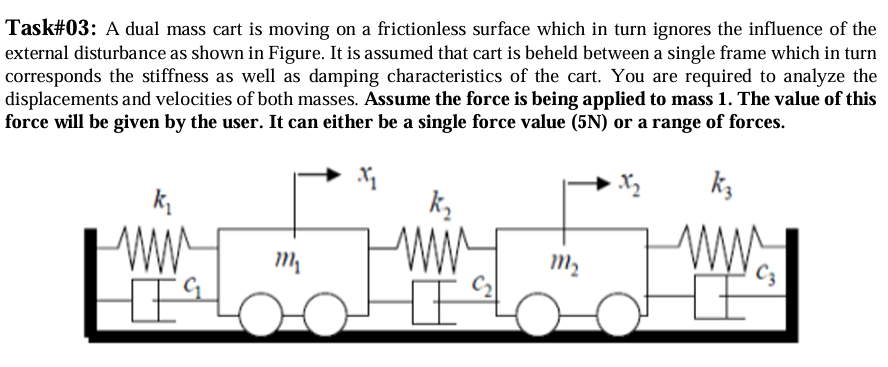 Task#03: A dual mass cart is moving on a frictionless surface which in turn ignores the influence of the
external disturbance as shown in Figure. It is assumed that cart is beheld between a single frame which in turn
corresponds the stiffness as well as damping characteristics of the cart. You are required to analyze the
displacements and velocities of both masses. Assume the force is being applied to mass 1. The value of this
force will be given by the user. It can either be a single force value (5N) or a range of forces.
x₁
x₂
k₃
k₁
k₂
m₁
m₂
C₃
C₁
C₂